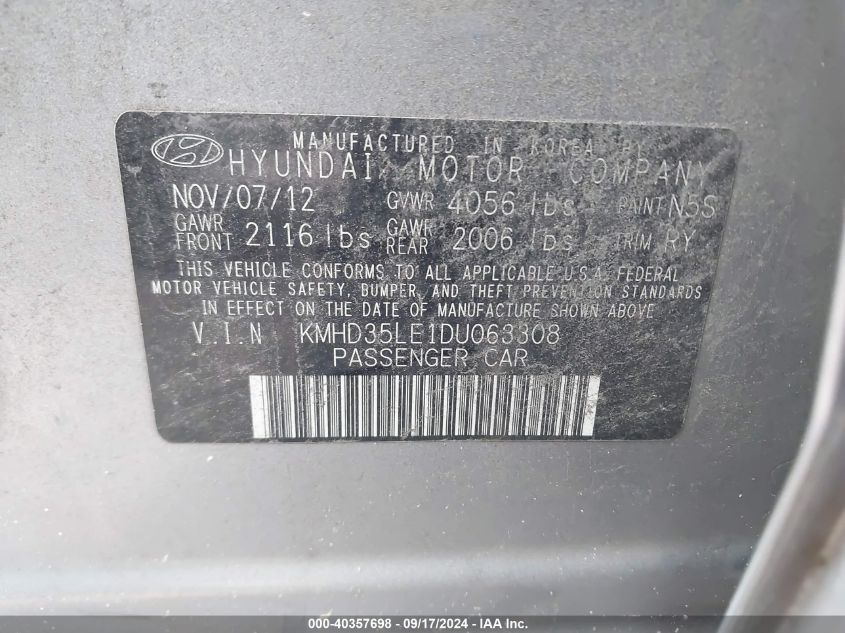 MANUFACTURED IN KOREA BY
HYUNDAI MOTOR COMPANY
NOV/07/12 GVWR 4056 lbs PAINT N5S
GAWR FRONT 2116 lbs GAWR REAR 2006 lbs TRIM RY
THIS VEHICLE CONFORMS TO ALL APPLICABLE U.S.A. FEDERAL
MOTOR VEHICLE SAFETY, BUMPER, AND THEFT PREVENTION STANDARDS
IN EFFECT ON THE DATE OF MANUFACTURE SHOWN ABOVE
V.I.N KMHD35LE1DU063308
PASSENGER CAR
000-40357698 - 09/17/2024 - IAA Inc.